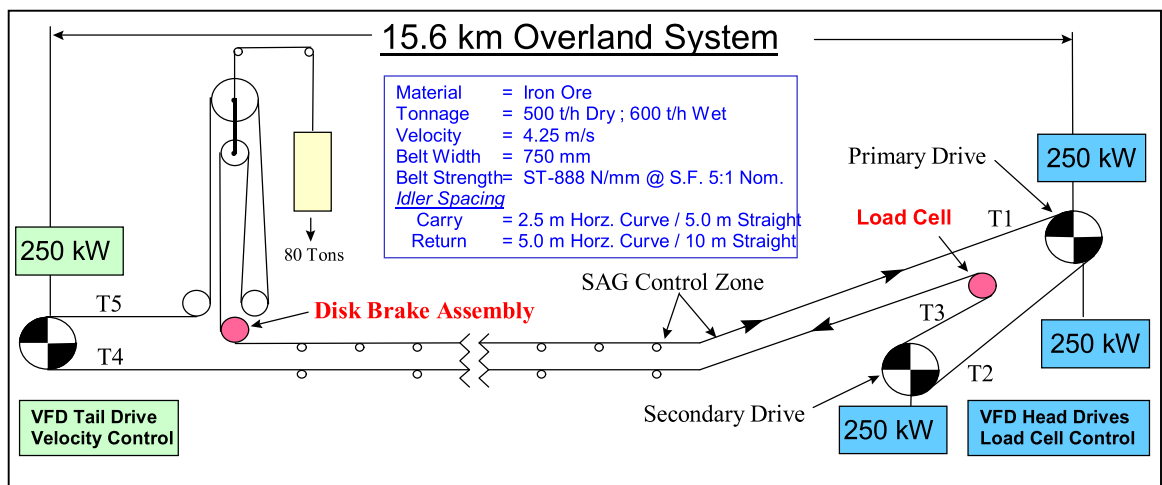 15.6 km Overland System
Material = Iron Ore
Tonnage = 500 t/h Dry ; 600 t/h Wet
Velocity = 4.25 m/s
Belt Width = 750 mm
Belt Strength= ST-888 N/mm @ S.F. 5:1 Nom.
Idler Spacing
Carry = 2.5 m Horz. Curve / 5.0 m Straight
Return = 5.0 m Horz. Curve / 10 m Straight
80 Tons
Primary Drive
250 kW
Load Cell
T1
250 kW
T5
SAG Control Zone
Disk Brake Assembly
T3
T4
250 kW
T2
Secondary Drive
250 kW
VFD Tail Drive
Velocity Control
VFD Head Drives
Load Cell Control